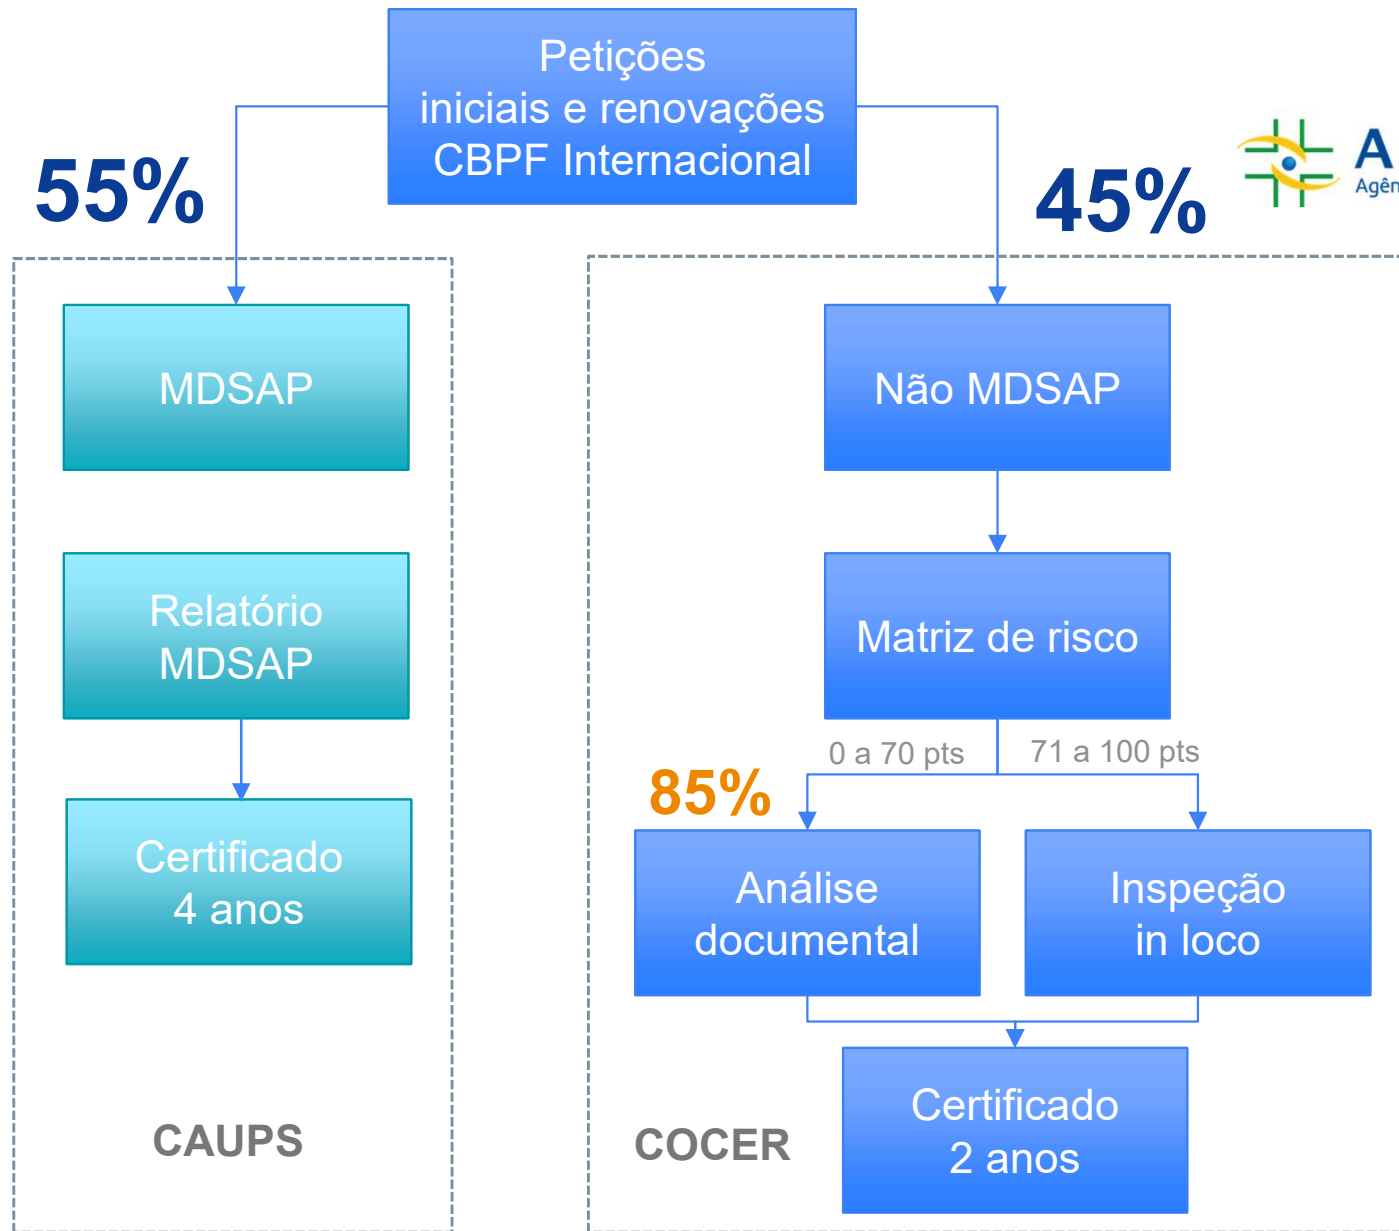 Petições
iniciais e renovações
CBPF Internacional
55%
45%
A
Agên
MDSAP
Não MDSAP
Relatório
MDSAP
Matriz de risco
0 a 70 pts
71 a 100 pts
85%
Certificado
4 anos
Análise
documental
Inspeção
in loco
Certificado
2 anos
CAUPS
COCER